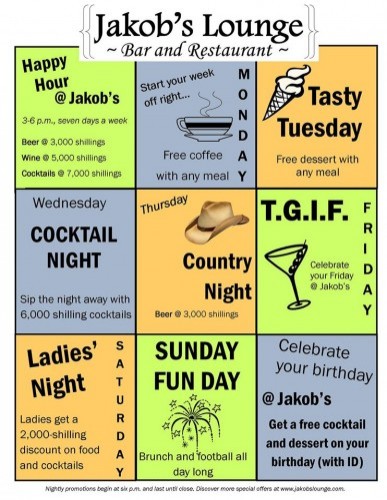 Jakob's Lounge
~ Bar and Restaurant ~
Happy
Hour
@ Jakob's
3-6 p.m., seven days a week
Beer @ 3,000 shillings
Wine @ 5,000 shillings
Cocktails @ 7,000 shillings
Start your week
off right...
MONDAY
Free coffee
with any meal
Tasty
Tuesday
Free dessert with
any meal
Wednesday
COCKTAIL
NIGHT
Sip the night away with
6,000 shilling cocktails
Thursday
Country
Night
Beer @ 3,000 shillings
T.G.I.F.
FRIDAY
Celebrate
your Friday
@ Jakob's
Ladies'
Night
SATURDAY
Ladies get a
2,000-shilling
discount on food
and cocktails
SUNDAY
FUN DAY
Brunch and football all
day long
Celebrate
your birthday
@ Jakob's
Get a free cocktail
and dessert on your
birthday (with ID)
Nightly promotions begin at six p.m. and last until close. Discover more special offers at www.jakobslounge.com.